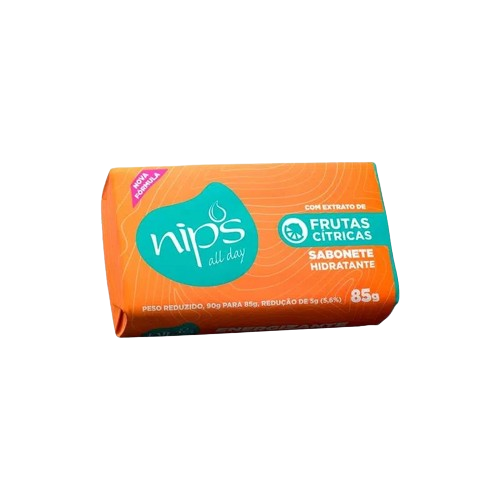 NOVA
FÓRMULA
nips
all day
COM EXTRATO DE
FRUTAS
CÍTRICAS
SABONETE
HIDRATANTE
PESO REDUZIDO, 90g PARA 85g, REDUÇÃO DE 5g (5,6%)
85g
ENERGIZANTE